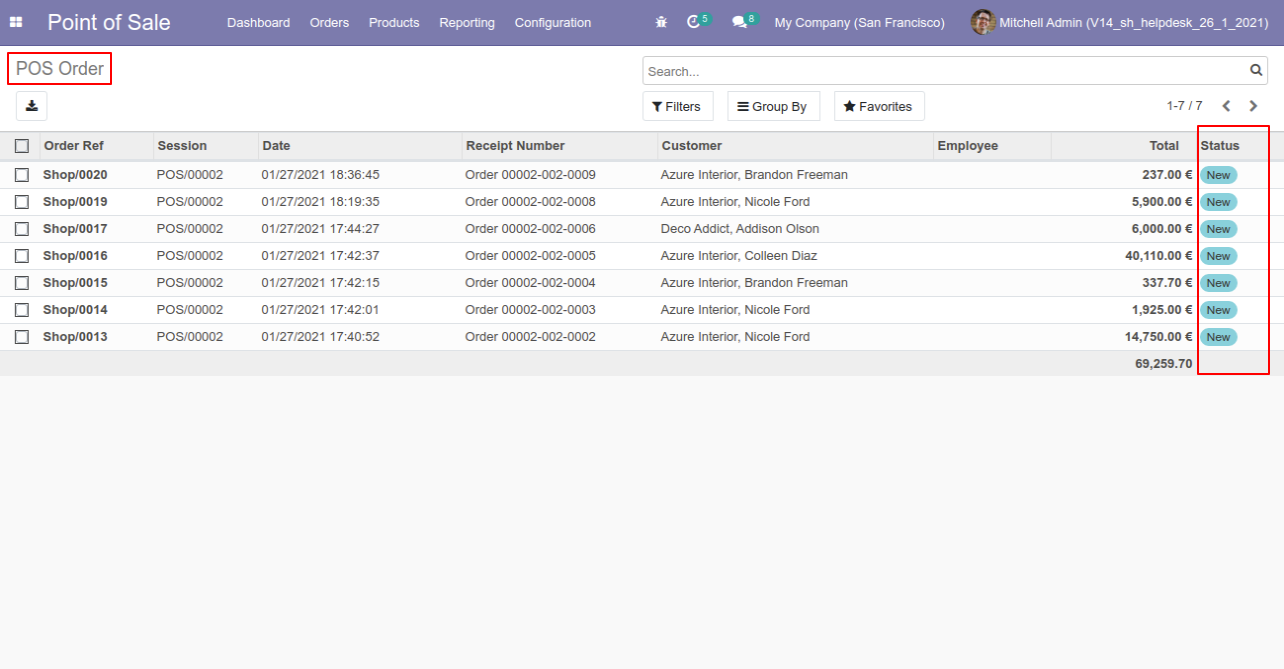 Point of Sale Dashboard Orders Products Reporting Configuration 5 8 My Company (San Francisco) Mitchell Admin (V14_sh_helpdesk_26_1_2021)
POS Order
Search...
Filters Group By Favorites 1-7 / 7
Order Ref Session Date Receipt Number Customer Employee Total Status
Shop/0020 POS/00002 01/27/2021 18:36:45 Order 00002-002-0009 Azure Interior, Brandon Freeman 237.00 € New
Shop/0019 POS/00002 01/27/2021 18:19:35 Order 00002-002-0008 Azure Interior, Nicole Ford 5,900.00 € New
Shop/0017 POS/00002 01/27/2021 17:44:27 Order 00002-002-0006 Deco Addict, Addison Olson 6,000.00 € New
Shop/0016 POS/00002 01/27/2021 17:42:37 Order 00002-002-0005 Azure Interior, Colleen Diaz 40,110.00 € New
Shop/0015 POS/00002 01/27/2021 17:42:15 Order 00002-002-0004 Azure Interior, Brandon Freeman 337.70 € New
Shop/0014 POS/00002 01/27/2021 17:42:01 Order 00002-002-0003 Azure Interior, Nicole Ford 1,925.00 € New
Shop/0013 POS/00002 01/27/2021 17:40:52 Order 00002-002-0002 Azure Interior, Nicole Ford 14,750.00 € New
69,259.70